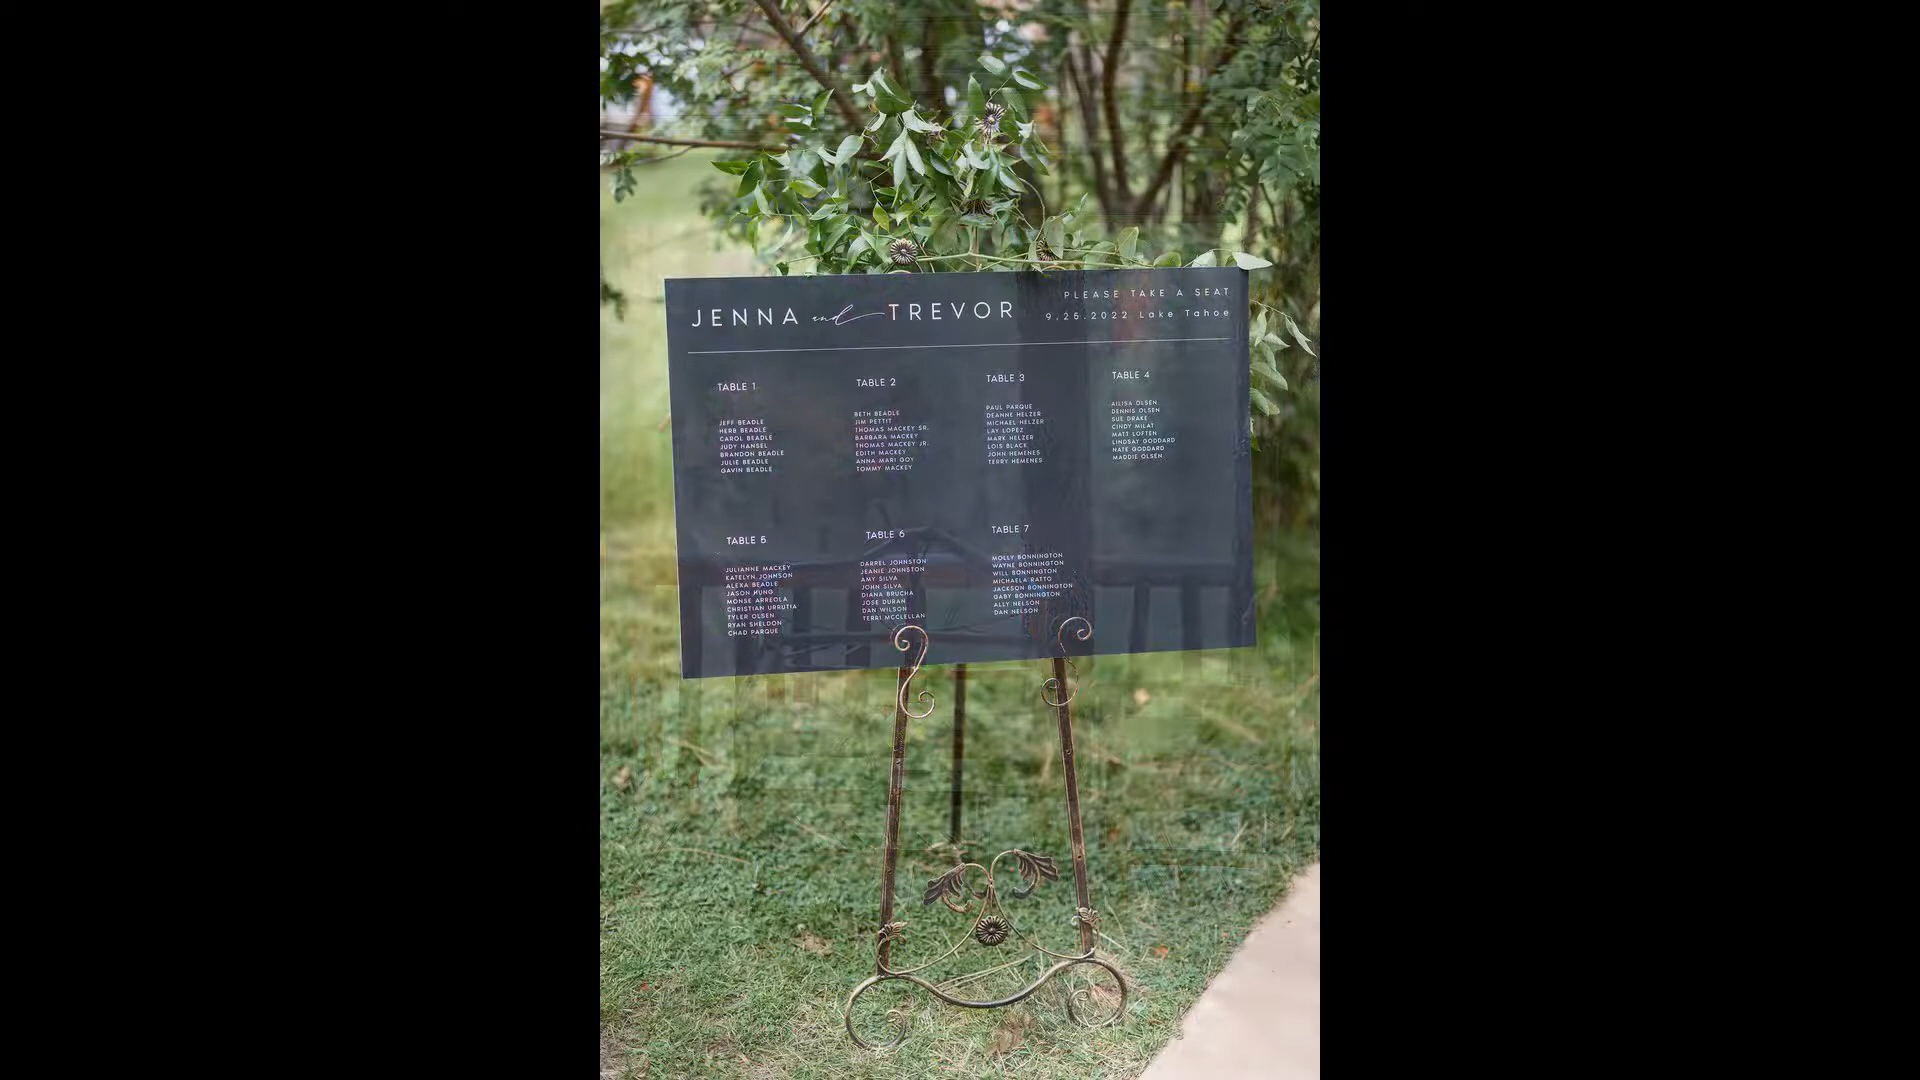 JENNA and TREVOR
PLEASE TAKE A SEAT
9.25.2022 Lake Tahoe
TABLE 1
JEFF BEADLE
HERB BEADLE
CAROL BEADLE
JUDY HANSEL
BRANDON BEADLE
JULIE BEADLE
GAVIN BEADLE
TABLE 2
BETH BEADLE
JIM PETTIT
THOMAS MACKEY SR.
BARBARA MACKEY
THOMAS MACKEY JR.
EDITH MACKEY
ANNA MARI GOY
TOMMY MACKEY
TABLE 3
PAUL PARQUE
DEANNE HELZER
MICHAEL HELZER
LAY LOPEZ
MARK HELZER
LOIS BLACK
JOHN HEMENES
TERRY HEMENES
TABLE 4
AILISA OLSEN
DENNIS OLSEN
SUE DRAKE
CINDY MILAT
MATT LOFTEN
LINDSAY GODDARD
NATE GODDARD
MADDIE OLSEN
TABLE 5
JULIANNE MACKEY
KATELYN JOHNSON
ALEXA BEADLE
JASON HUNG
MONSE ARREOLA
CHRISTIAN URRUTIA
TYLER OLSEN
RYAN SHELDON
CHAD PARQUE
TABLE 6
DARREL JOHNSTON
JEANIE JOHNSTON
AMY SILVA
JOHN SILVA
DIANA BRUCHA
JOSE DURAN
DAN WILSON
TERRI MCCLELLAN
TABLE 7
MOLLY BONNINGTON
WAYNE BONNINGTON
WILL BONNINGTON
MICHAELA RATTO
JACKSON BONNINGTON
GABY BONNINGTON
ALLY NELSON
DAN NELSON